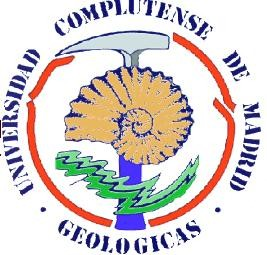 UNIVERSIDAD COMPLUTENSE DE MADRID
• GEOLOGICAS •